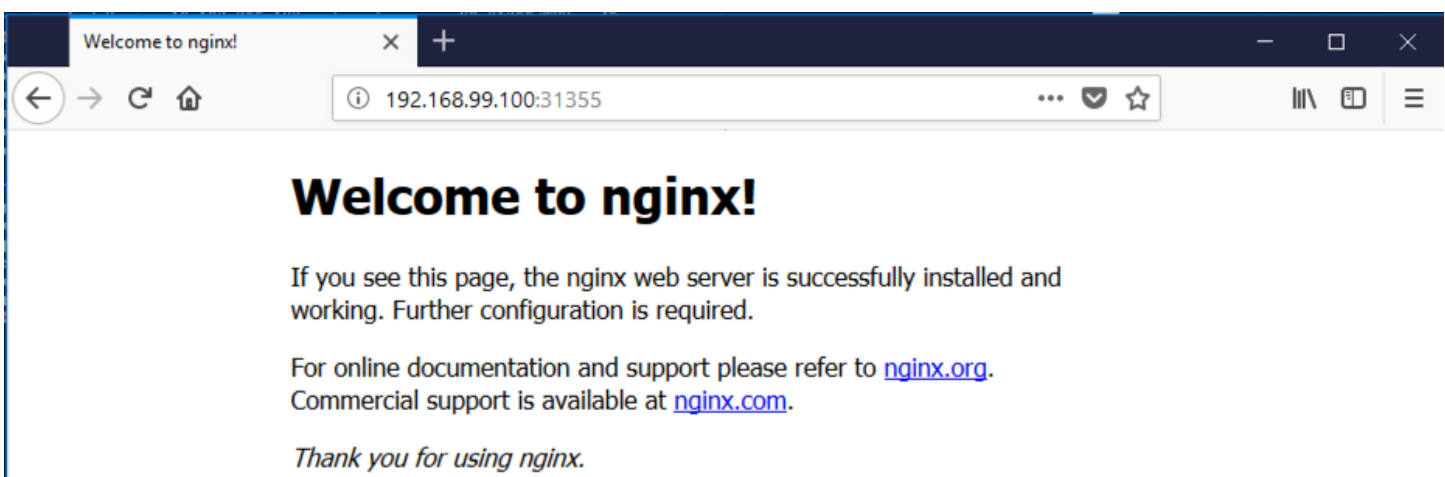 Welcome to nginx!
192.168.99.100:31355
Welcome to nginx!
If you see this page, the nginx web server is successfully installed and
working. Further configuration is required.
For online documentation and support please refer to nginx.org.
Commercial support is available at nginx.com.
Thank you for using nginx.